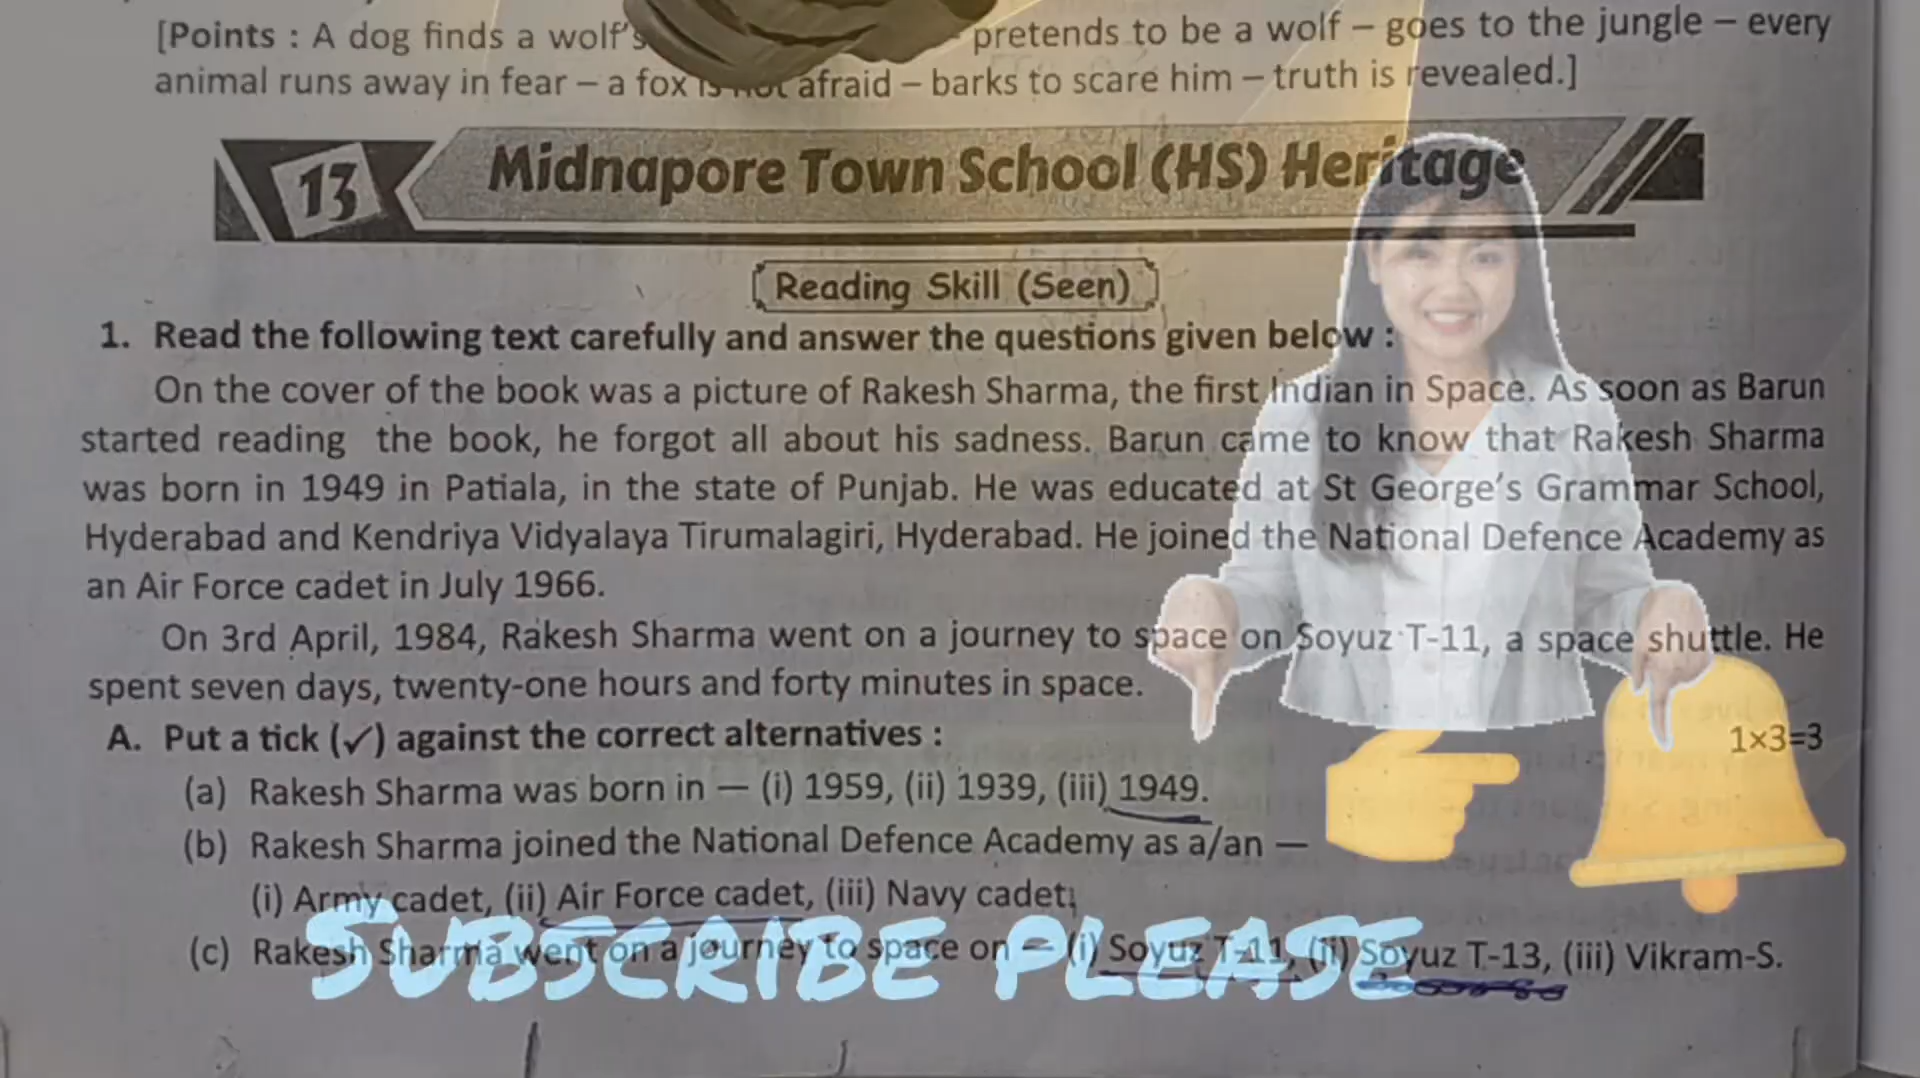 [Points : A dog finds a wolf's pretends to be a wolf – goes to the jungle – every
animal runs away in fear – a fox is not afraid – barks to scare him – truth is revealed.]
13 Midnapore Town School (HS) Heritage
Reading Skill (Seen)
1. Read the following text carefully and answer the questions given below :
On the cover of the book was a picture of Rakesh Sharma, the first Indian in Space. As soon as Barun
started reading the book, he forgot all about his sadness. Barun came to know that Rakesh Sharma
was born in 1949 in Patiala, in the state of Punjab. He was educated at St George's Grammar School,
Hyderabad and Kendriya Vidyalaya Tirumalagiri, Hyderabad. He joined the National Defence Academy as
an Air Force cadet in July 1966.
On 3rd April, 1984, Rakesh Sharma went on a journey to space on Soyuz T-11, a space shuttle. He
spent seven days, twenty-one hours and forty minutes in space.
A. Put a tick (✓) against the correct alternatives : 1×3=3
(a) Rakesh Sharma was born in — (i) 1959, (ii) 1939, (iii) 1949.
(b) Rakesh Sharma joined the National Defence Academy as a/an —
(i) Army cadet, (ii) Air Force cadet, (iii) Navy cadet.
(c) Rakesh Sharma went on a journey to space on — (i) Soyuz T-11, (ii) Soyuz T-13, (iii) Vikram-S.
SUBSCRIBE PLEASE